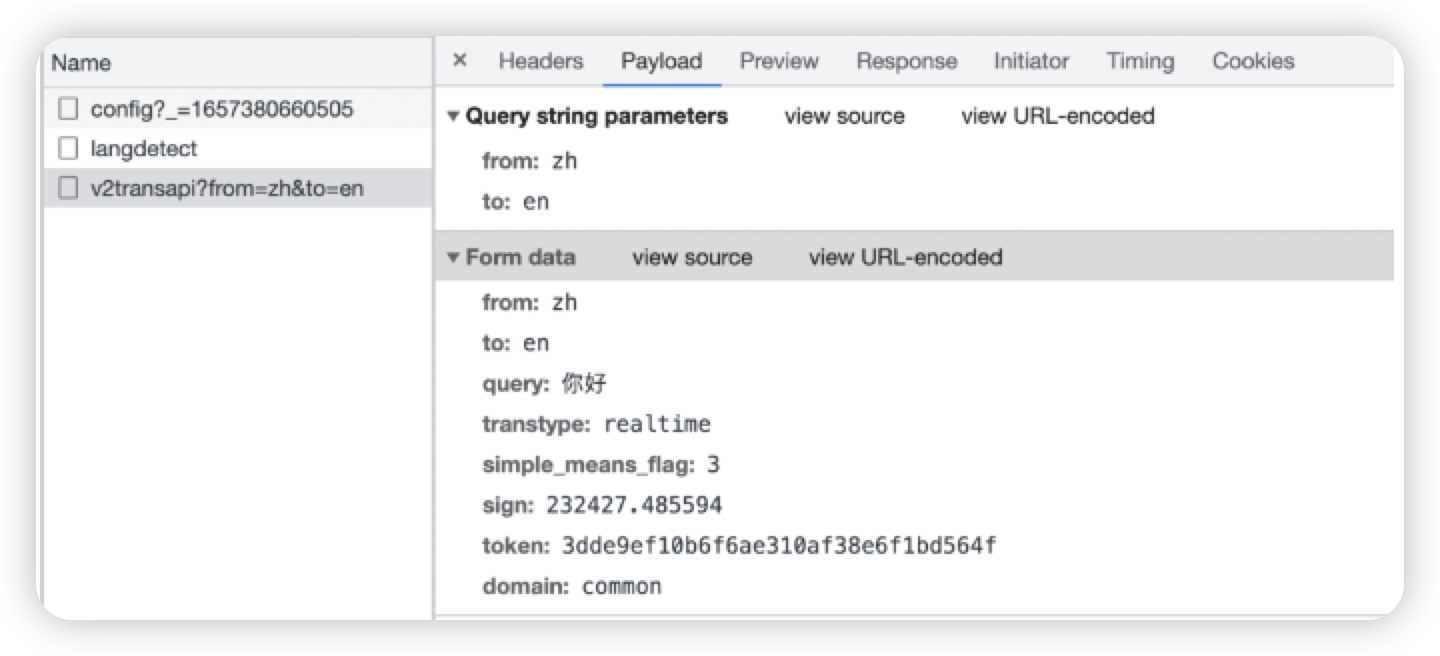 Name
config?_=1657380660505
langdetect
v2transapi?from=zh&to=en
× Headers Payload Preview Response Initiator Timing Cookies
▼ Query string parameters view source view URL-encoded
from: zh
to: en
▼ Form data view source view URL-encoded
from: zh
to: en
query: 你好
transtype: realtime
simple_means_flag: 3
sign: 232427.485594
token: 3dde9ef10b6f6ae310af38e6f1bd564f
domain: common